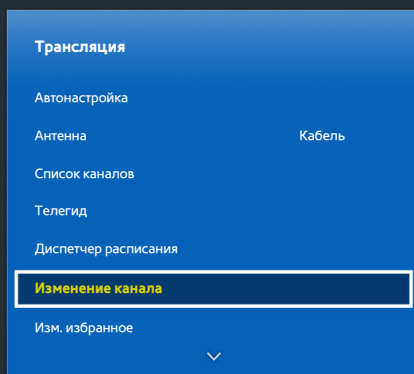 Трансляция
Автонастройка
Антенна Кабель
Список каналов
Телегид
Диспетчер расписания
Изменение канала
Изм. избранное